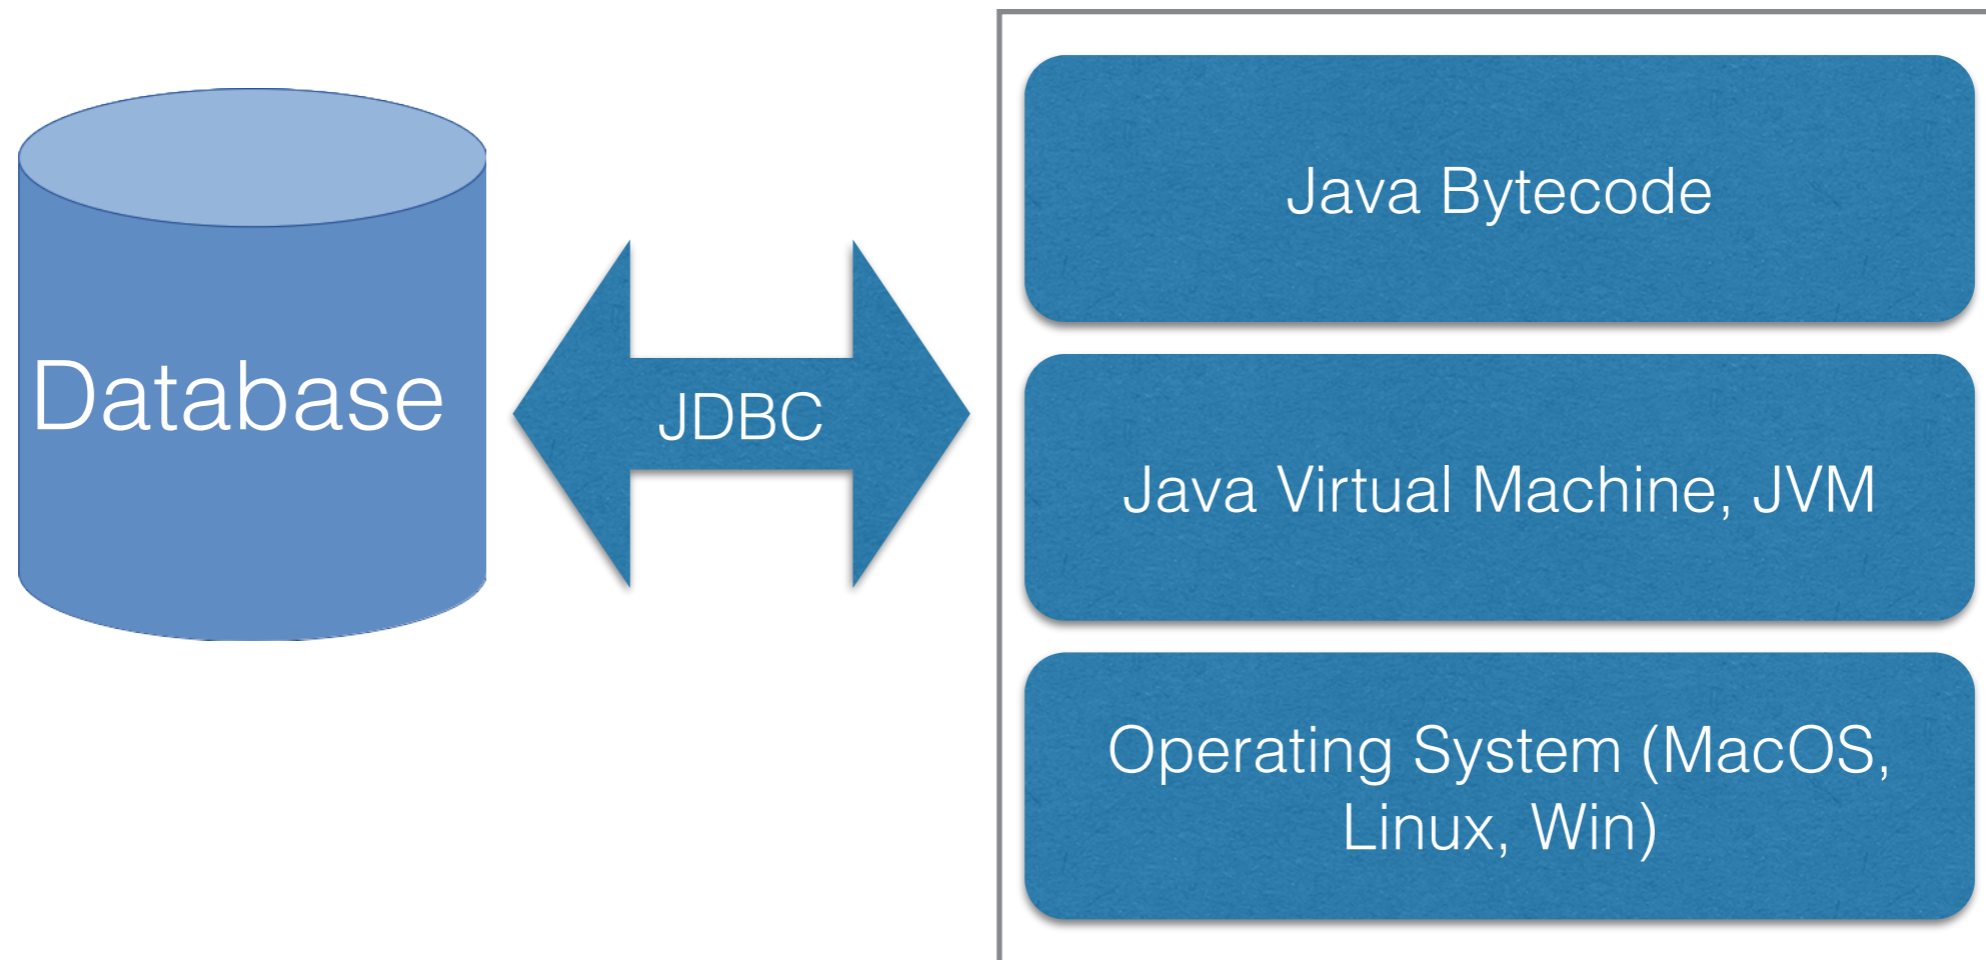 Database
JDBC
Java Bytecode
Java Virtual Machine, JVM
Operating System (MacOS,
Linux, Win)